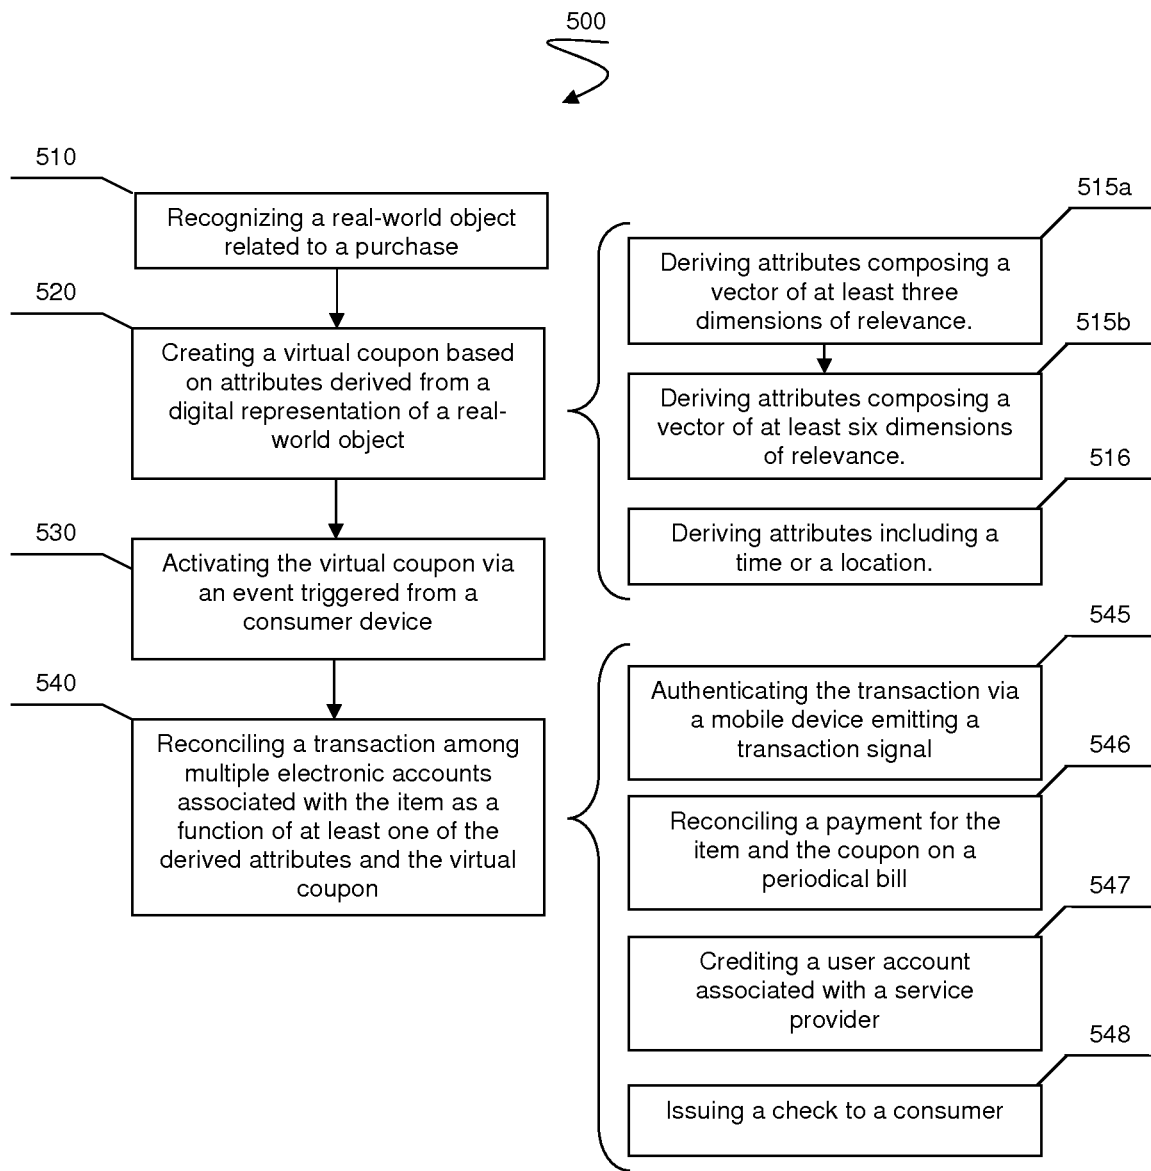 500
510
Recognizing a real-world object
related to a purchase
520
Creating a virtual coupon based
on attributes derived from a
digital representation of a real-
world object
530
Activating the virtual coupon via
an event triggered from a
consumer device
540
Reconciling a transaction among
multiple electronic accounts
associated with the item as a
function of at least one of the
derived attributes and the virtual
coupon
515a
Deriving attributes composing a
vector of at least three
dimensions of relevance.
515b
Deriving attributes composing a
vector of at least six dimensions
of relevance.
516
Deriving attributes including a
time or a location.
545
Authenticating the transaction via
a mobile device emitting a
transaction signal
546
Reconciling a payment for the
item and the coupon on a
periodical bill
547
Crediting a user account
associated with a service
provider
548
Issuing a check to a consumer